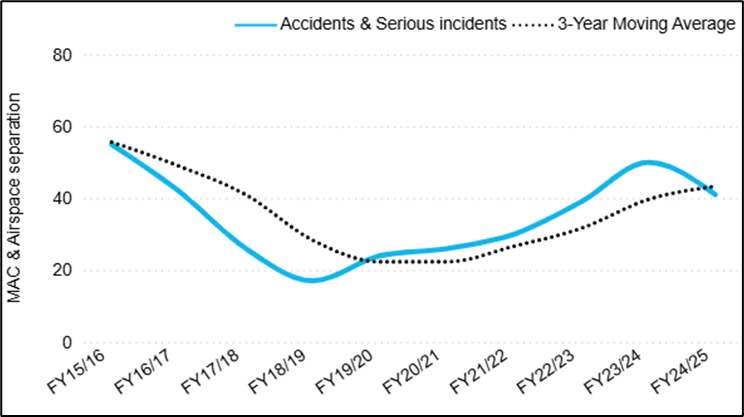 Accidents & Serious incidents 3-Year Moving Average
80
60
40
20
0
MAC & Airspace separation
FY15/16 FY16/17 FY17/18 FY18/19 FY19/20 FY20/21 FY21/22 FY22/23 FY23/24 FY24/25